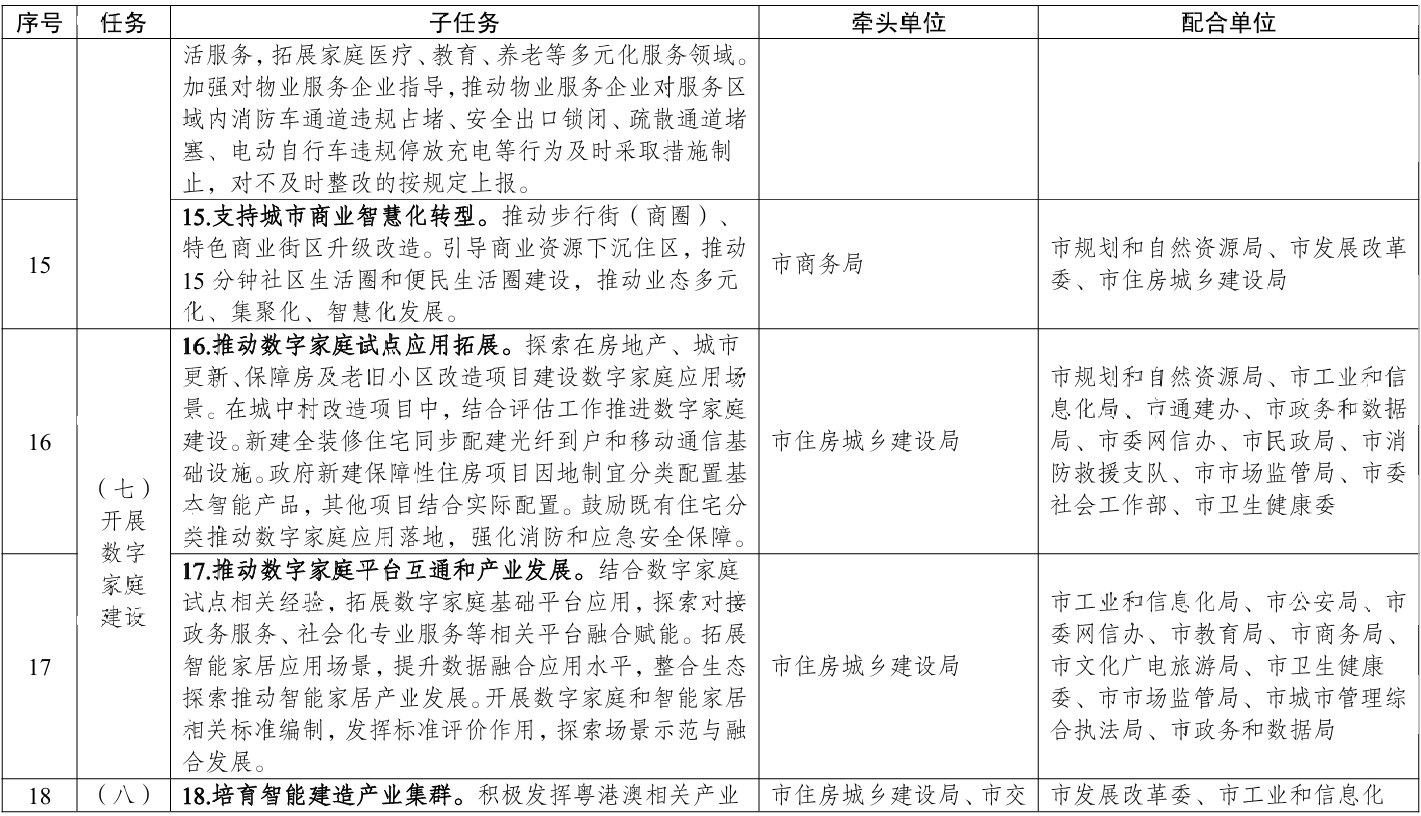 序号 任务 子任务 牵头单位 配合单位
活服务，拓展家庭医疗、教育、养老等多元化服务领域。
加强对物业服务企业指导，推动物业服务企业对服务区
域内消防车通道违规占堵、安全出口锁闭、疏散通道堵
塞、电动自行车违规停放充电等行为及时采取措施制
止，对不及时整改的按规定上报。
15
15.支持城市商业智慧化转型。推动步行街（商圈）、
特色商业街区升级改造。引导商业资源下沉住区，推动
15 分钟社区生活圈和便民生活圈建设，推动业态多元
化、集聚化、智慧化发展。
市商务局
市规划和自然资源局、市发展改革
委、市住房城乡建设局
16
（七）
开展
数字
家庭
建设
16.推动数字家庭试点应用拓展。探索在房地产、城市
更新、保障房及老旧小区改造项目建设数字家庭应用场
景。在城中村改造项目中，结合评估工作推进数字家庭
建设。新建全装修住宅同步配建光纤到户和移动通信基
础设施。政府新建保障性住房项目因地制宜分类配置基
本智能产品，其他项目结合实际配置。鼓励既有住宅分
类推动数字家庭应用落地，强化消防和应急安全保障。
市住房城乡建设局
市规划和自然资源局、市工业和信
息化局、市通建办、市政务和数据
局、市委网信办、市民政局、市消
防救援支队、市市场监管局、市委
社会工作部、市卫生健康委
17
17.推动数字家庭平台互通和产业发展。结合数字家庭
试点相关经验，拓展数字家庭基础平台应用，探索对接
政务服务、社会化专业服务等相关平台融合赋能。拓展
智能家居应用场景，提升数据融合应用水平，整合生态
探索推动智能家居产业发展。开展数字家庭和智能家居
相关标准编制，发挥标准评价作用，探索场景示范与融
合发展。
市住房城乡建设局
市工业和信息化局、市公安局、市
委网信办、市教育局、市商务局、
市文化广电旅游局、市卫生健康
委、市市场监管局、市城市管理综
合执法局、市政务和数据局
18
（八）
18.培育智能建造产业集群。积极发挥粤港澳相关产业
市住房城乡建设局、市交
市发展改革委、市工业和信息化